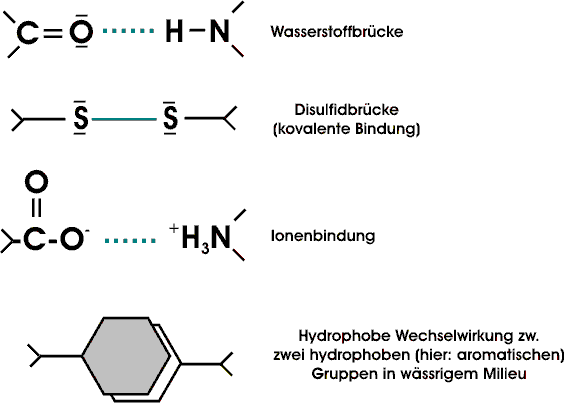 C=O H-N Wasserstoffbrücke
S S Disulfidbrücke
(kovalente Bindung)
O
C-O- +H3N Ionenbindung
Hydrophobe Wechselwirkung zw.
zwei hydrophoben (hier: aromatischen)
Gruppen in wässrigem Milieu